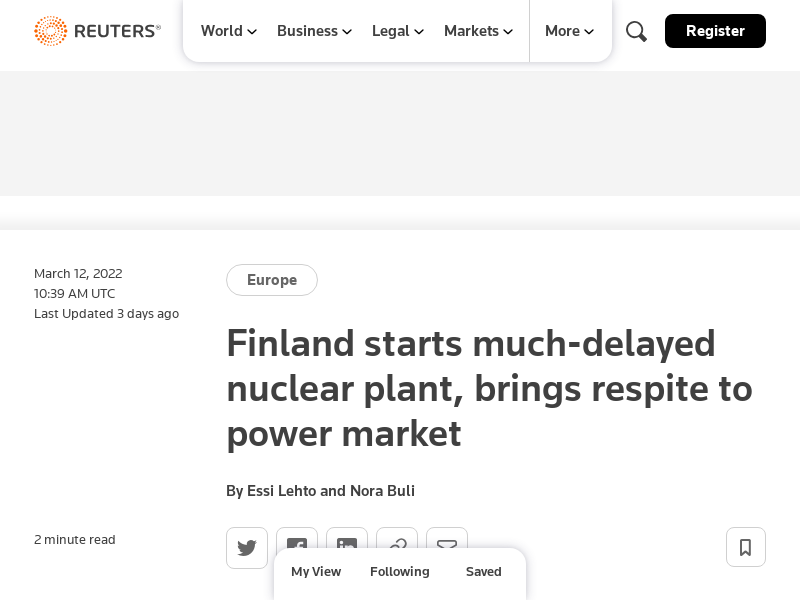 REUTERS®
World
Business
Legal
Markets
More
Register
March 12, 2022
10:39 AM UTC
Last Updated 3 days ago
Europe
Finland starts much-delayed
nuclear plant, brings respite to
power market
By Essi Lehto and Nora Buli
2 minute read
My View
Following
Saved